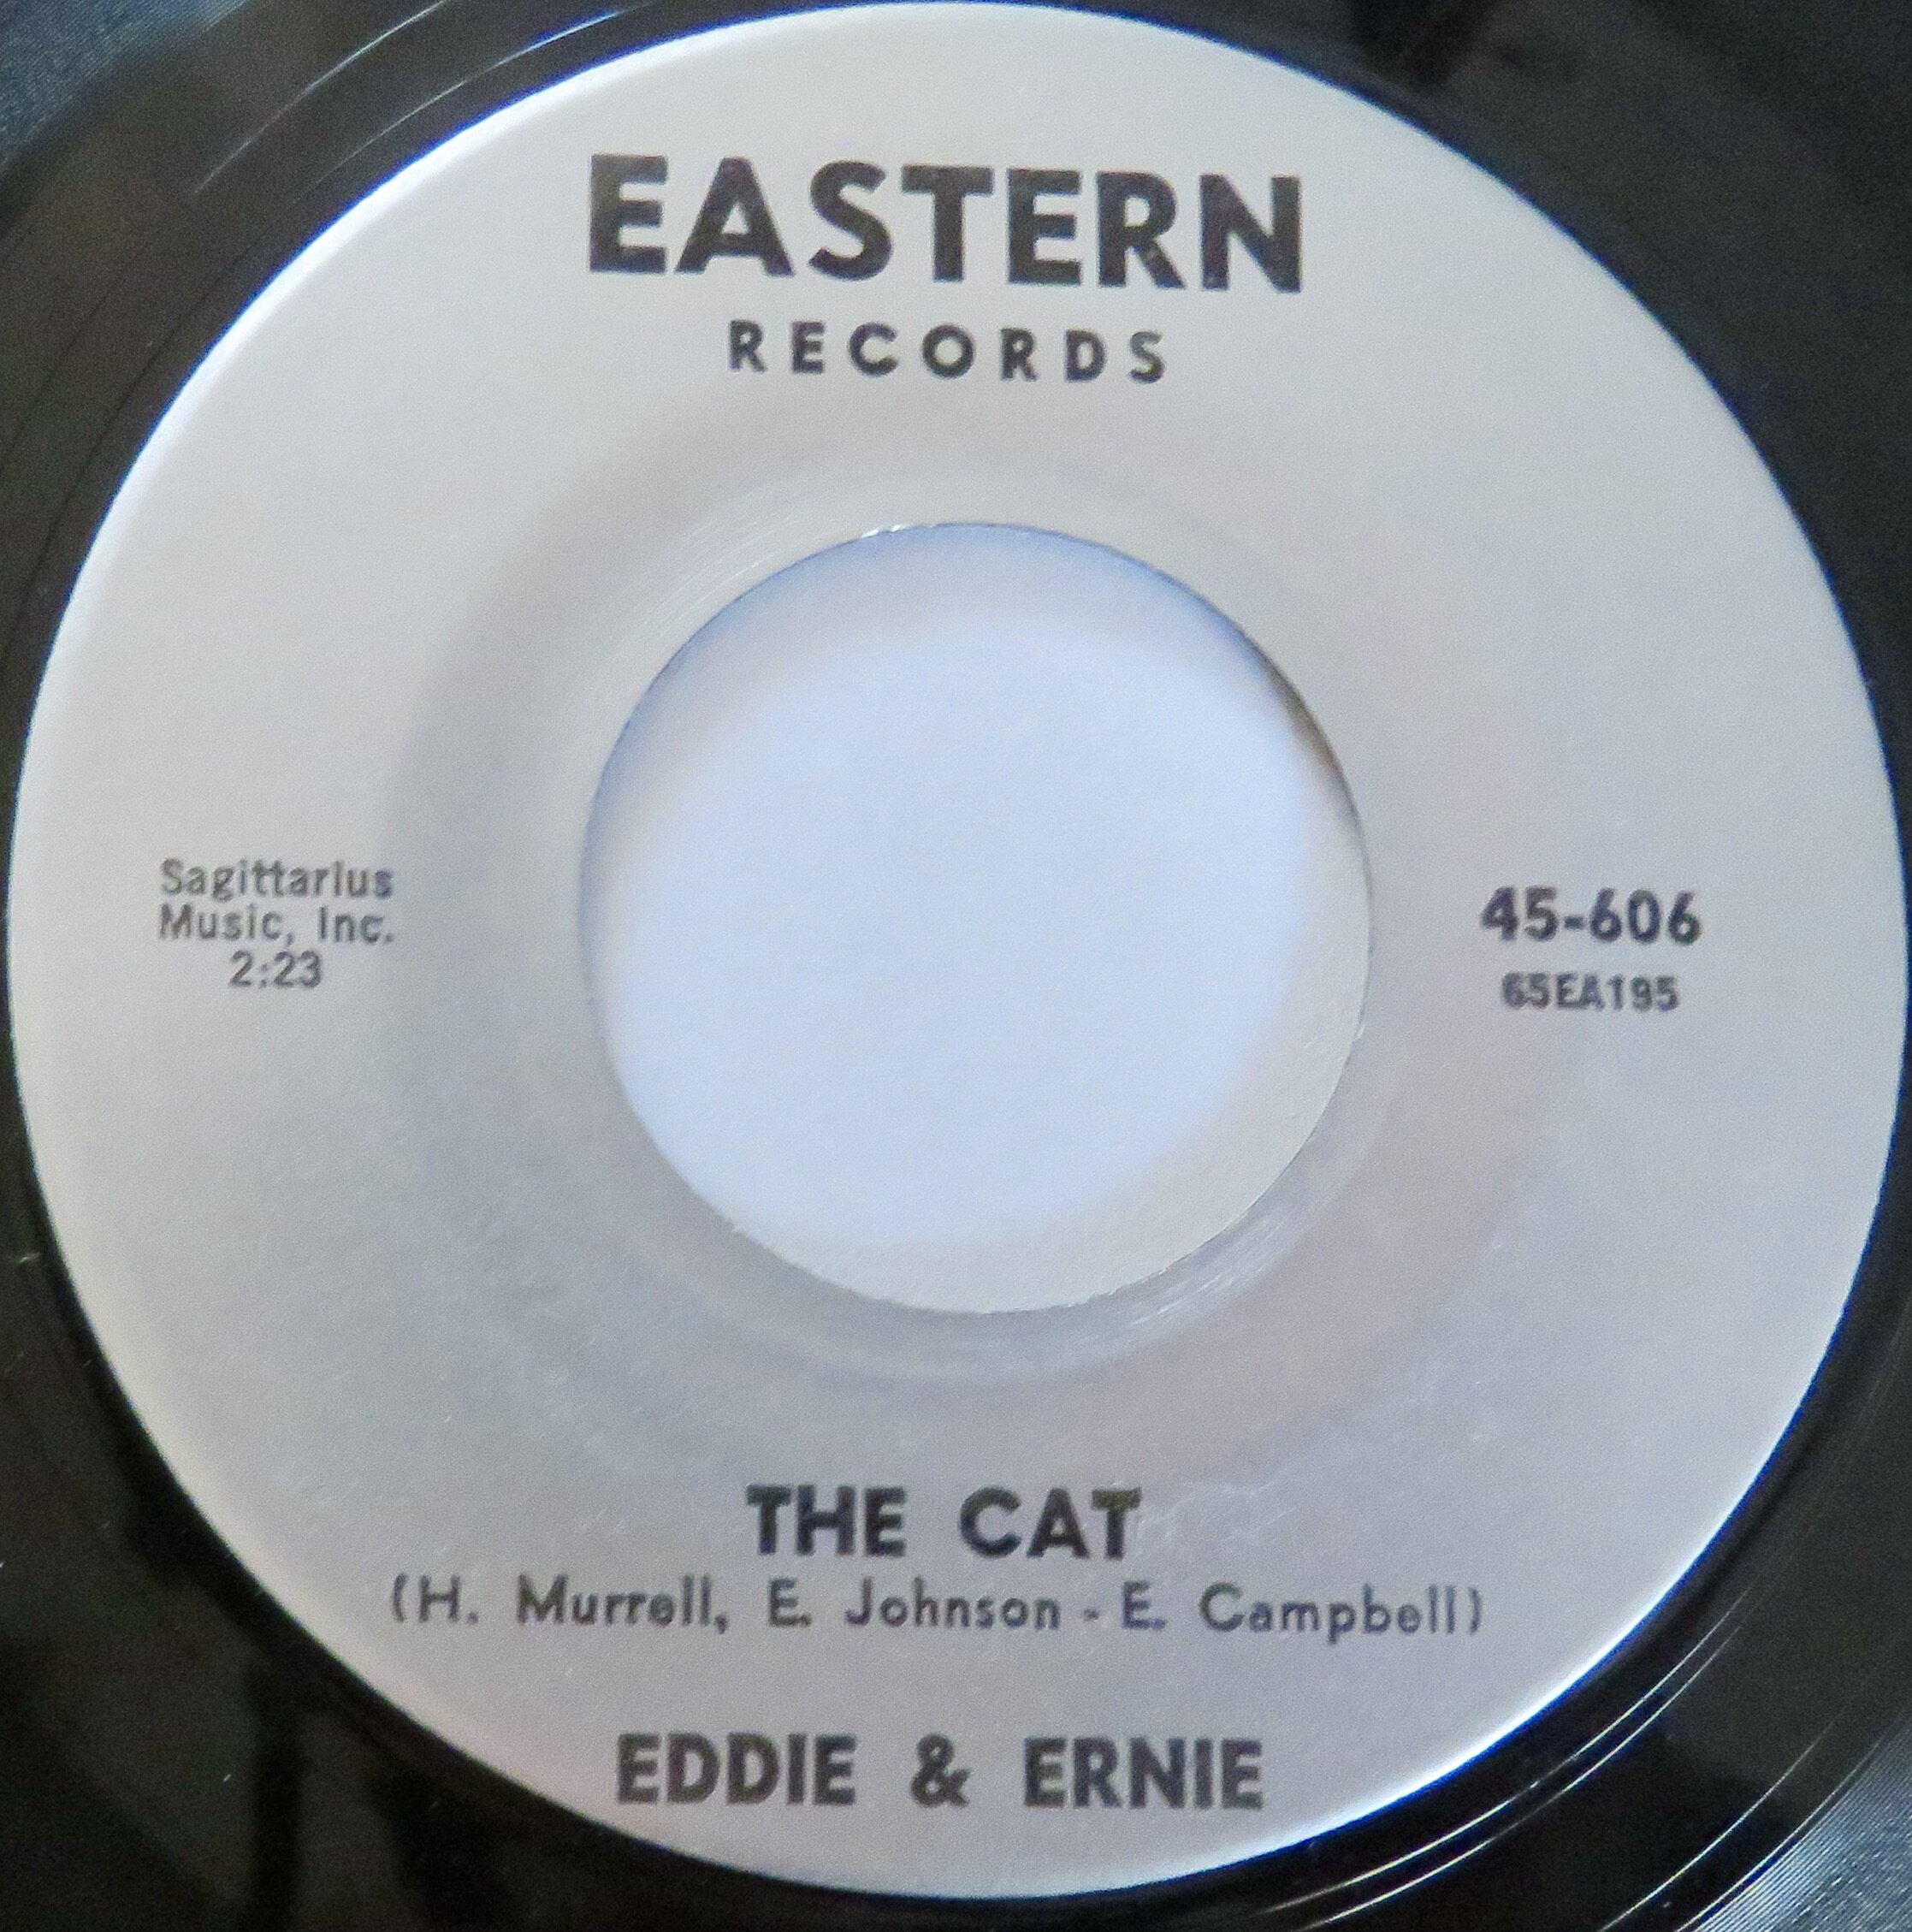 EASTERN
RECORDS
Sagittarius
Music, Inc.
2:23
45-606
65EA195
THE CAT
(H. Murrell, E. Johnson - E. Campbell)
EDDIE & ERNIE